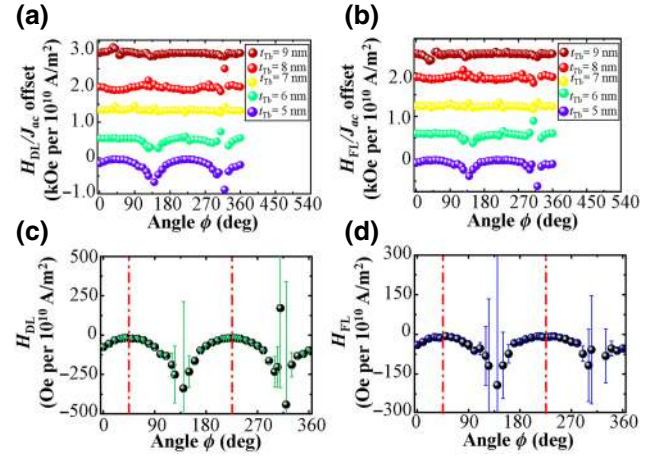 (a)
H_DL/J_ac offset
(kOe per 10^10 A/m^2)
3.0
2.0
1.0
0
−1.0
t_Tb = 9 nm
t_Tb = 8 nm
t_Tb = 7 nm
t_Tb = 6 nm
t_Tb = 5 nm
0 90 180 270 360 450 540
Angle ϕ (deg)
(b)
H_FL/J_ac offset
(kOe per 10^10 A/m^2)
2.0
1.0
0
t_Tb = 9 nm
t_Tb = 8 nm
t_Tb = 7 nm
t_Tb = 6 nm
t_Tb = 5 nm
0 90 180 270 360 450 540
Angle ϕ (deg)
(c)
H_DL
(Oe per 10^10 A/m^2)
500
250
0
−250
−500
0 90 180 270 360
Angle ϕ (deg)
(d)
H_FL
(Oe per 10^10 A/m^2)
300
150
0
−150
−300
0 90 180 270 360
Angle ϕ (deg)